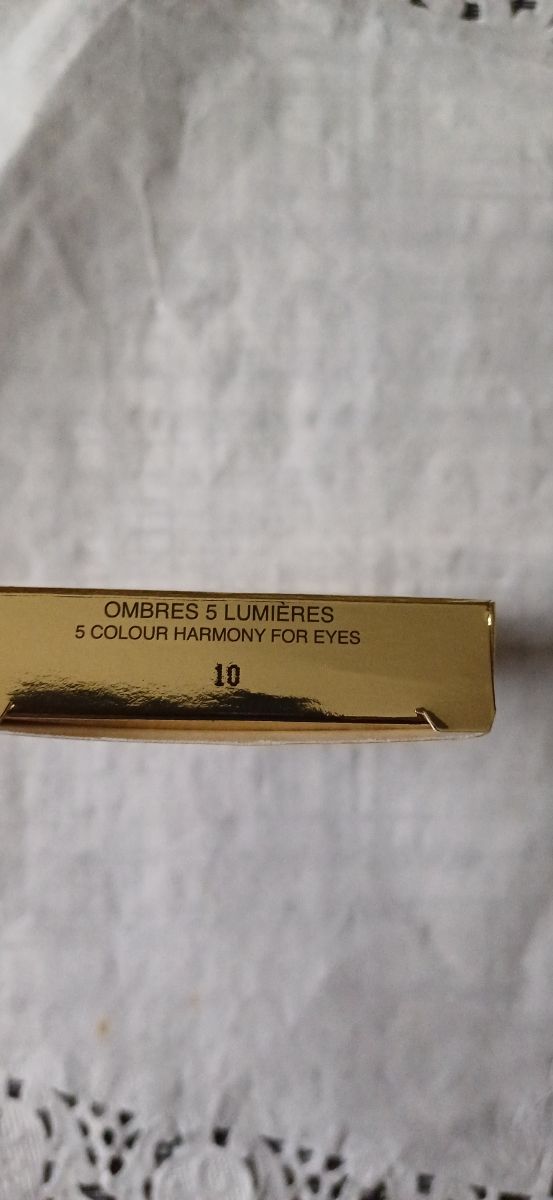 OMBRES 5 LUMIÈRES
5 COLOUR HARMONY FOR EYES
10